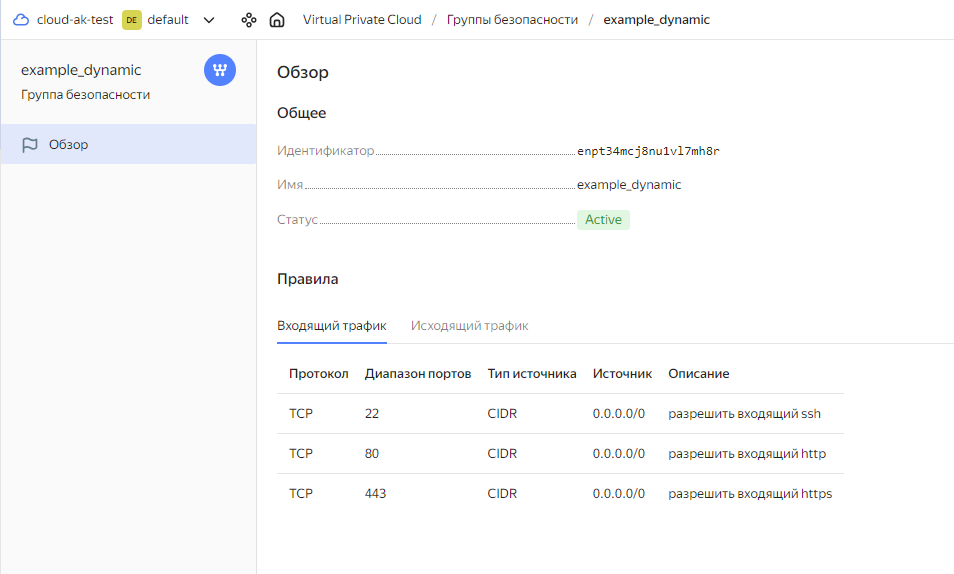 cloud-ak-test DE default Virtual Private Cloud / Группы безопасности / example_dynamic
example_dynamic
Группа безопасности
Обзор
Обзор
Общее
Идентификатор enpt34mcj8nu1vl7mh8r
Имя example_dynamic
Статус Active
Правила
Входящий трафик Исходящий трафик
Протокол Диапазон портов Тип источника Источник Описание
TCP 22 CIDR 0.0.0.0/0 разрешить входящий ssh
TCP 80 CIDR 0.0.0.0/0 разрешить входящий http
TCP 443 CIDR 0.0.0.0/0 разрешить входящий https